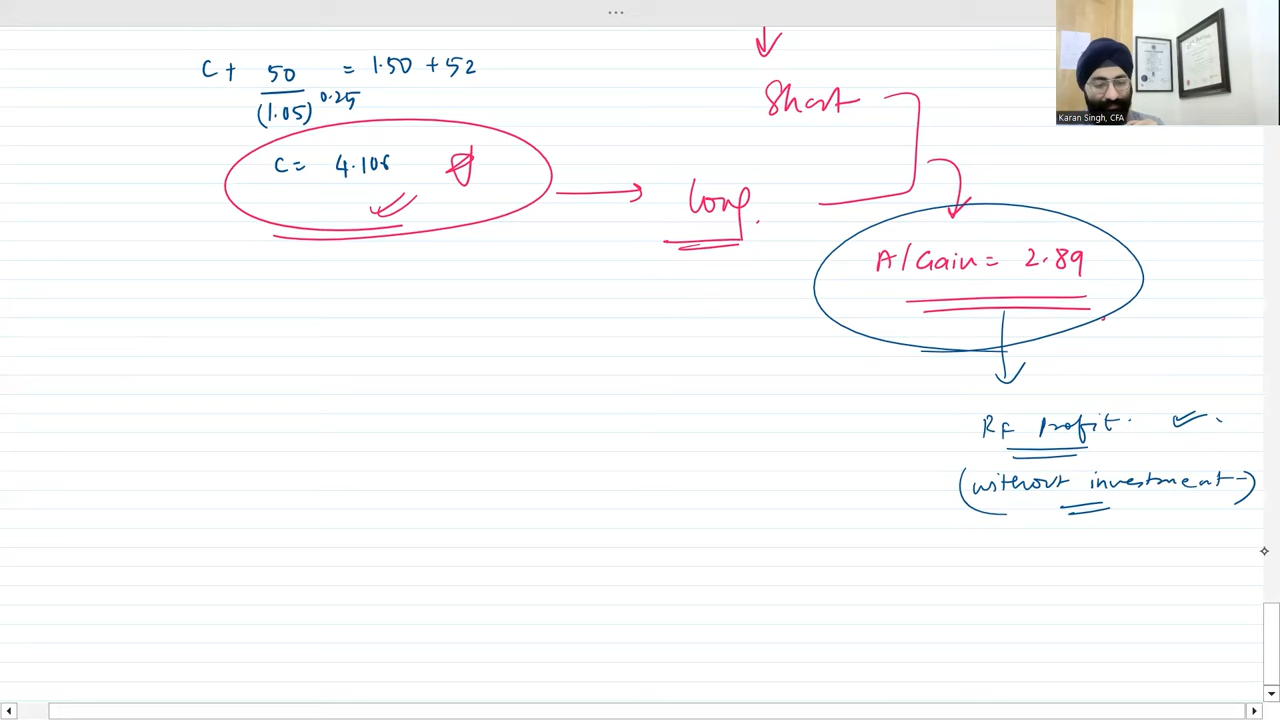 C + 50 / (1.05)^0.25 = 1.50 + 52
C = 4.106
Short
long.
A/Gain = 2.89
RF Profit.
(without investment)
Karan Singh, CFA